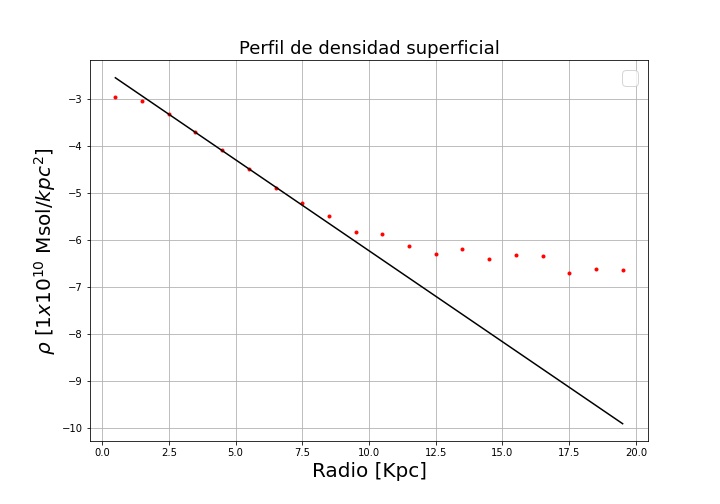 Perfil de densidad superficial
−3
−4
−5
−6
−7
−8
−9
−10
ρ [1x10¹⁰ Msol/kpc²]
0.0 2.5 5.0 7.5 10.0 12.5 15.0 17.5 20.0
Radio [Kpc]